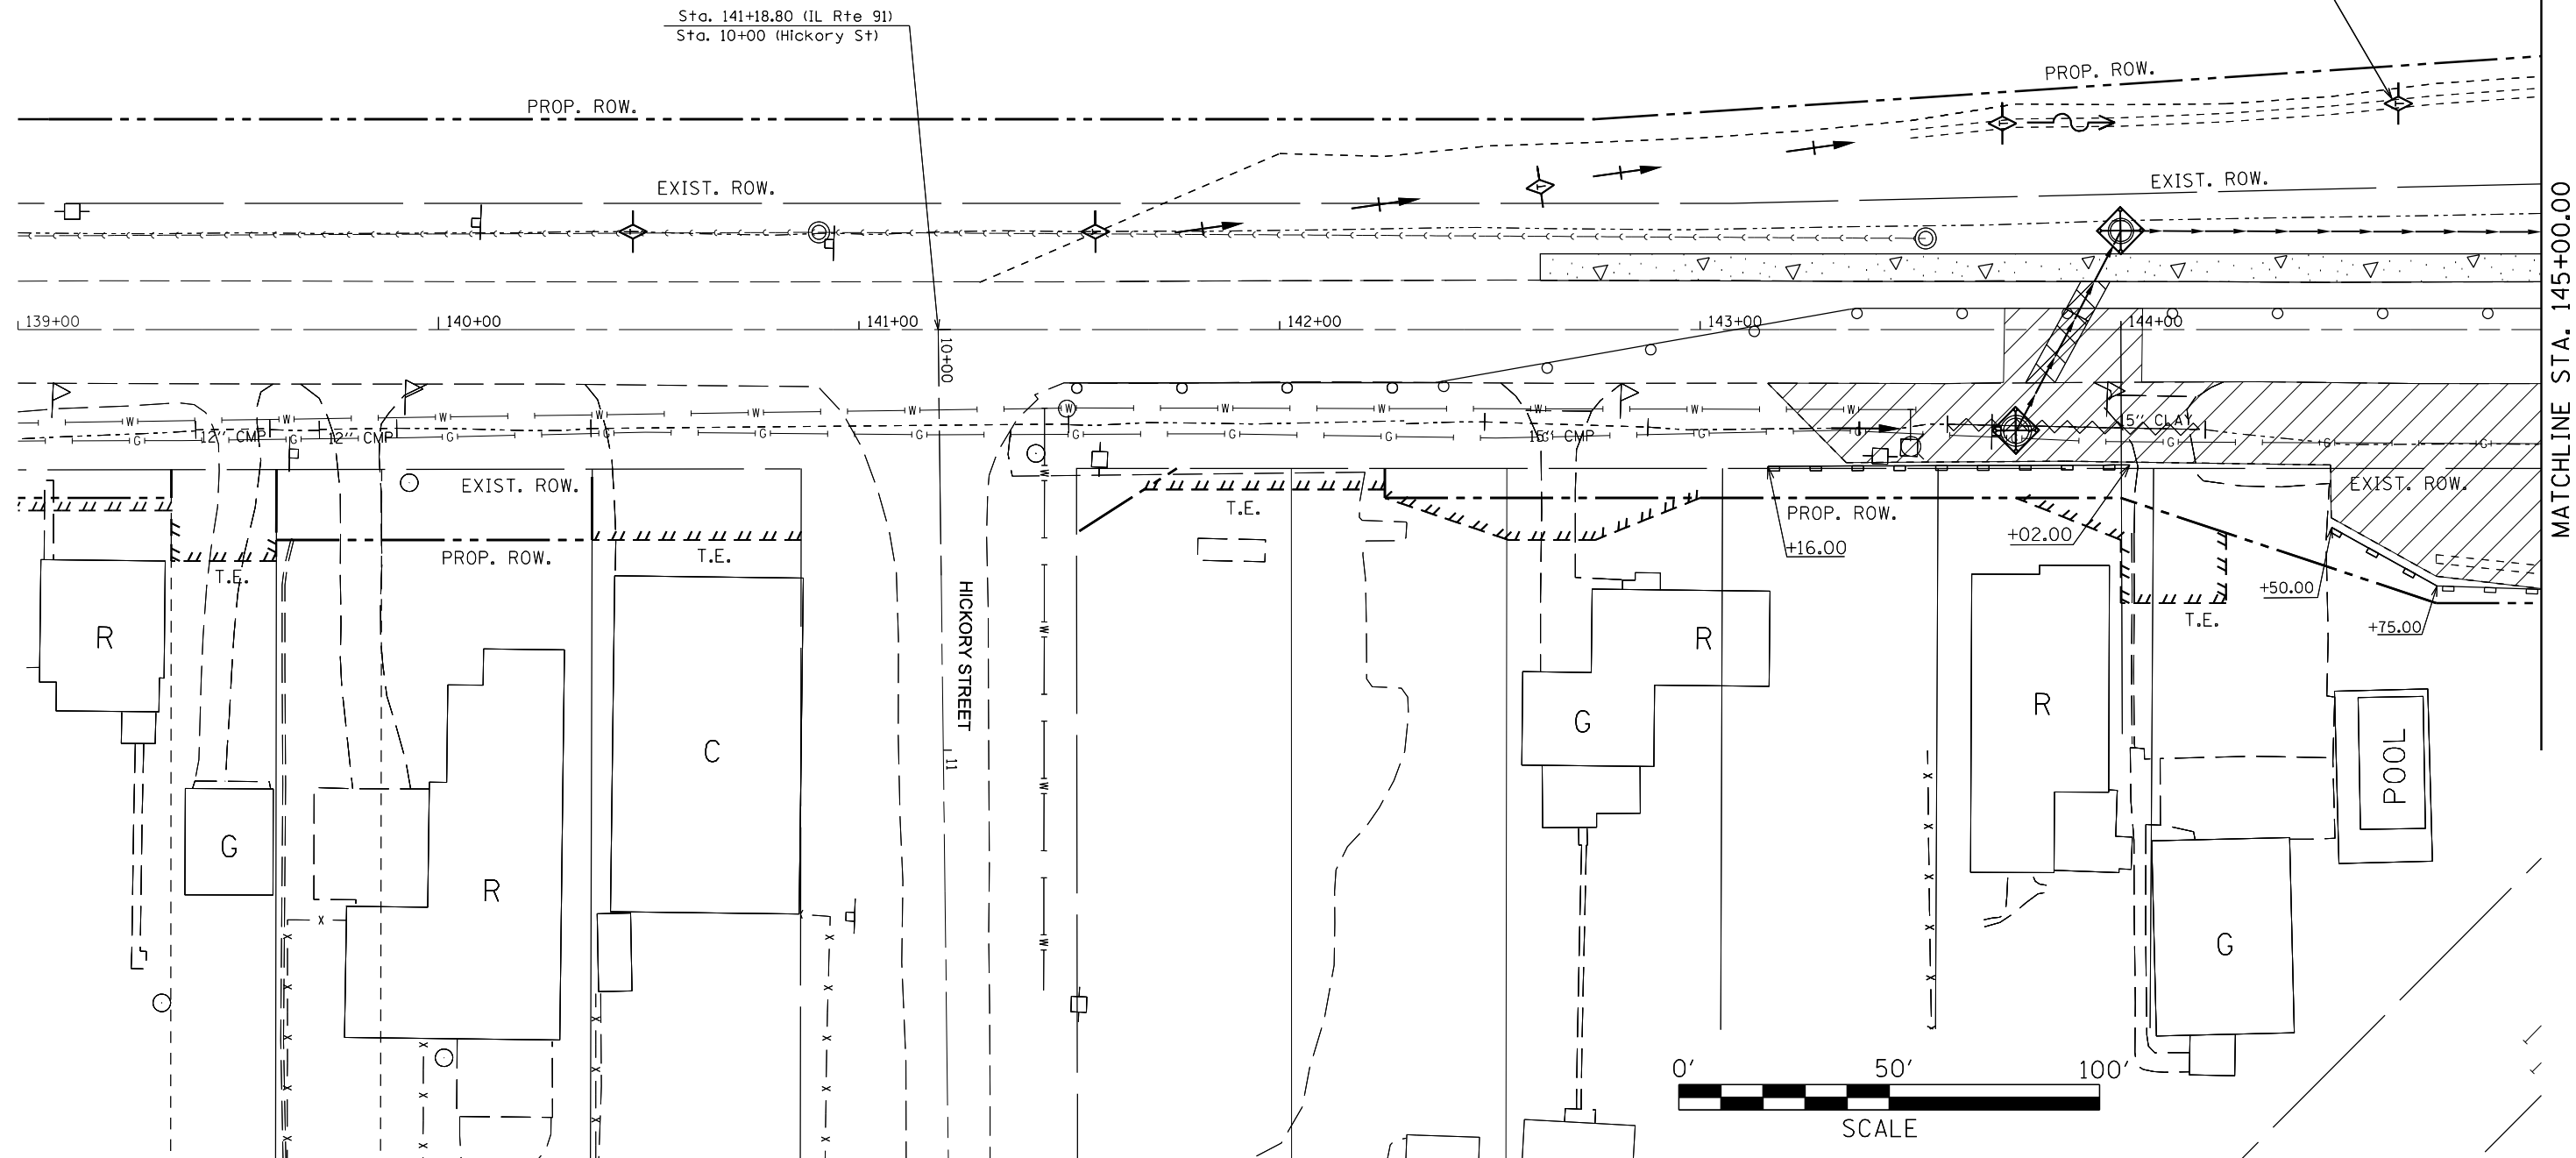 Sta. 141+18.80 (IL Rte 91)
Sta. 10+00 (Hickory St)
PROP. ROW.
PROP. ROW.
EXIST. ROW.
EXIST. ROW.
MATCHLINE STA. 145+00.00
139+00
140+00
141+00
142+00
143+00
144+00
10+00
W W W W W W W W W W W W
12" CMP
12" CMP
15" CMP
15" CLAY
G G G G G G G G G G G G
EXIST. ROW.
EXIST. ROW.
T.E.
PROP. ROW.
T.E.
T.E.
PROP. ROW.
+16.00
+02.00
+50.00
+75.00
T.E.
HICKORY STREET
11
W
W
W
W
R
G
R
C
R
G
R
G
POOL
0' 50' 100'
SCALE